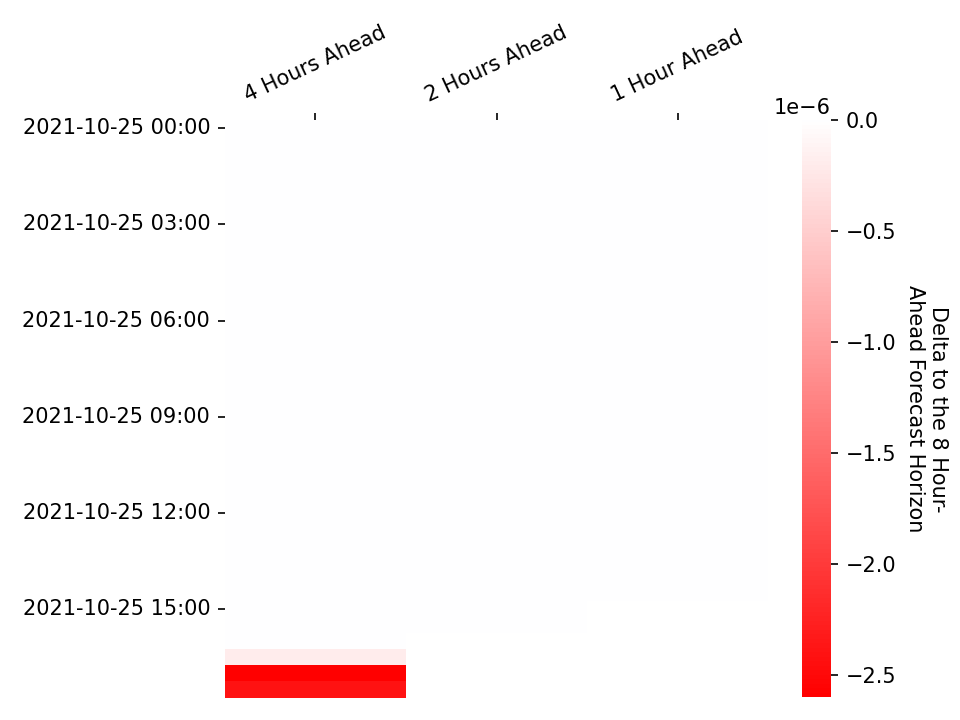 4 Hours Ahead
2 Hours Ahead
1 Hour Ahead
2021-10-25 00:00
2021-10-25 03:00
2021-10-25 06:00
2021-10-25 09:00
2021-10-25 12:00
2021-10-25 15:00
1e−6
0.0
−0.5
−1.0
−1.5
−2.0
−2.5
Delta to the 8 Hour-
Ahead Forecast Horizon